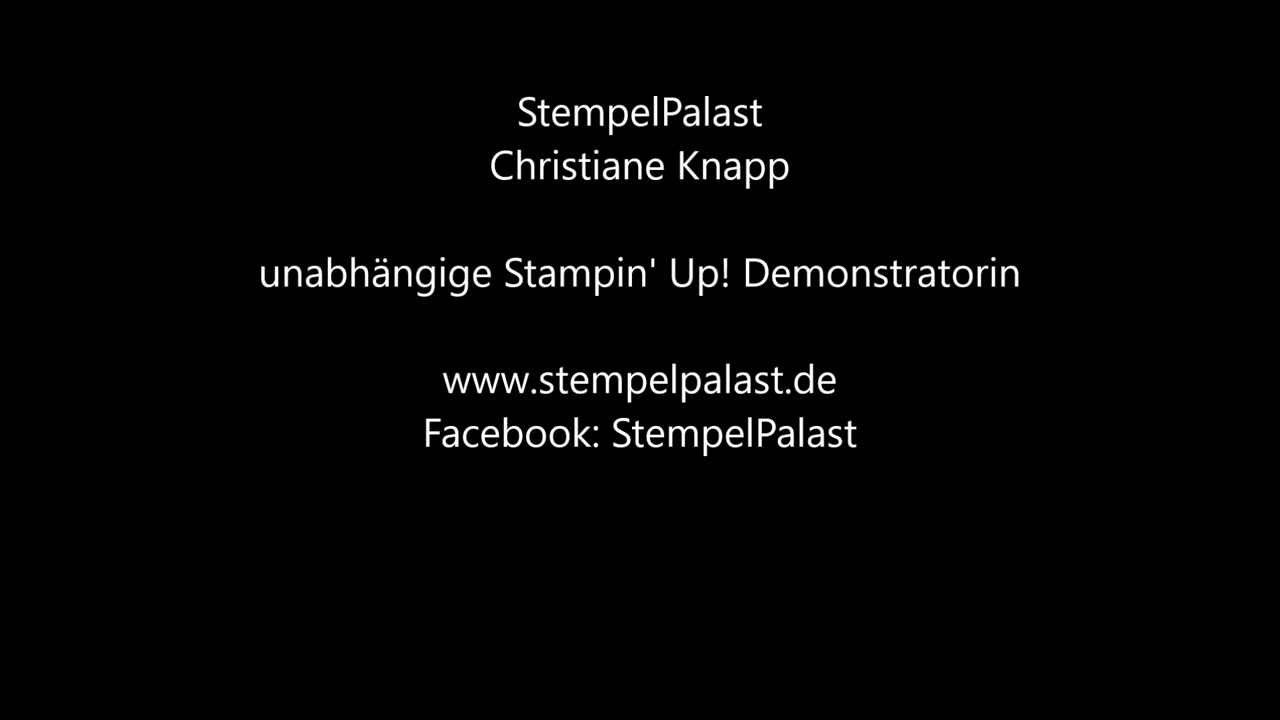 StempelPalast
Christiane Knapp
unabhängige Stampin' Up! Demonstratorin
www.stempelpalast.de
Facebook: StempelPalast